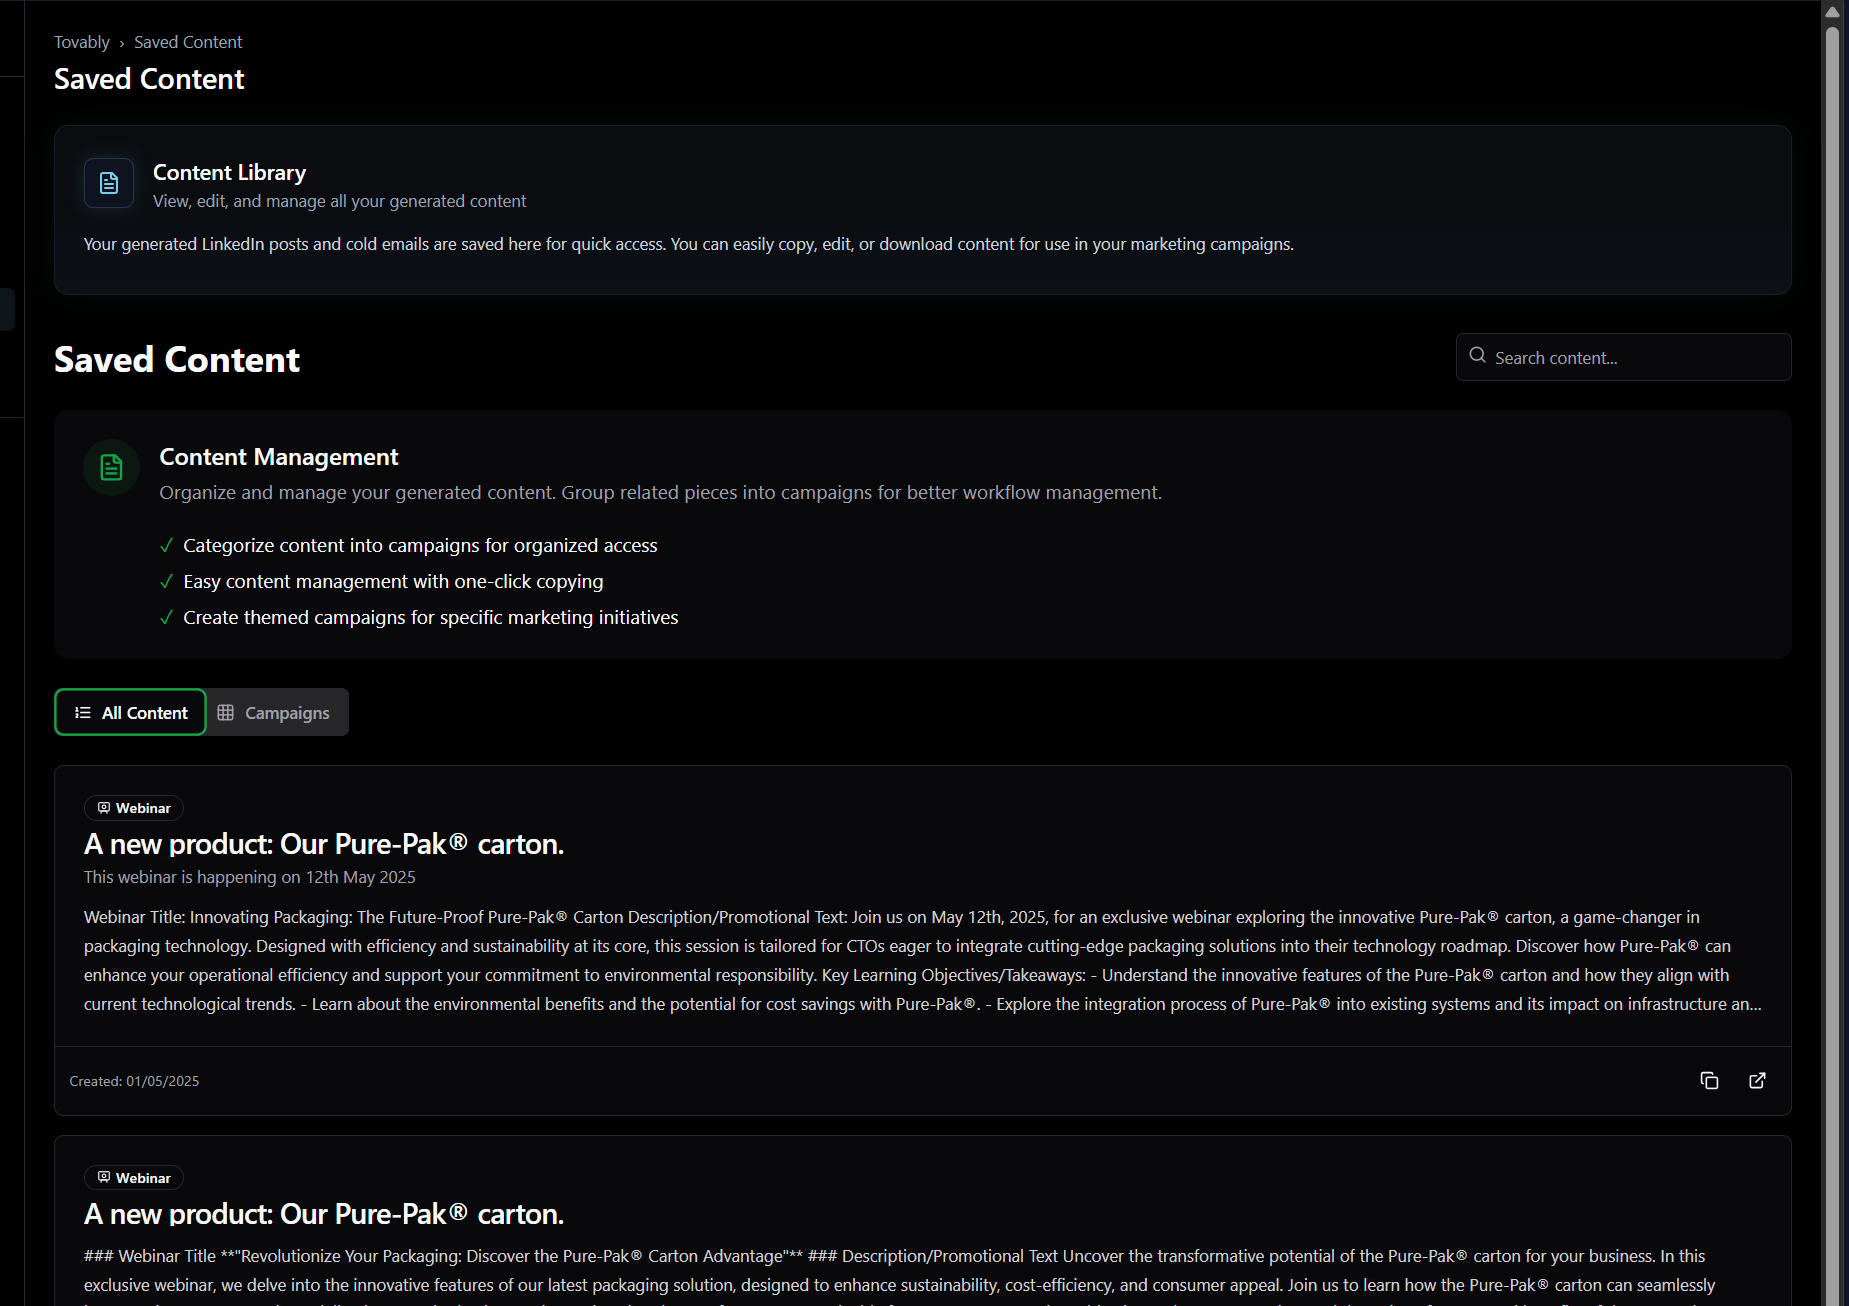 Tovably › Saved Content
Saved Content
Content Library
View, edit, and manage all your generated content
Your generated LinkedIn posts and cold emails are saved here for quick access. You can easily copy, edit, or download content for use in your marketing campaigns.
Saved Content
Search content...
Content Management
Organize and manage your generated content. Group related pieces into campaigns for better workflow management.
✓ Categorize content into campaigns for organized access
✓ Easy content management with one-click copying
✓ Create themed campaigns for specific marketing initiatives
All Content Campaigns
Webinar
A new product: Our Pure-Pak® carton.
This webinar is happening on 12th May 2025
Webinar Title: Innovating Packaging: The Future-Proof Pure-Pak® Carton Description/Promotional Text: Join us on May 12th, 2025, for an exclusive webinar exploring the innovative Pure-Pak® carton, a game-changer in
packaging technology. Designed with efficiency and sustainability at its core, this session is tailored for CTOs eager to integrate cutting-edge packaging solutions into their technology roadmap. Discover how Pure-Pak® can
enhance your operational efficiency and support your commitment to environmental responsibility. Key Learning Objectives/Takeaways: - Understand the innovative features of the Pure-Pak® carton and how they align with
current technological trends. - Learn about the environmental benefits and the potential for cost savings with Pure-Pak®. - Explore the integration process of Pure-Pak® into existing systems and its impact on infrastructure an...
Created: 01/05/2025
Webinar
A new product: Our Pure-Pak® carton.
### Webinar Title **"Revolutionize Your Packaging: Discover the Pure-Pak® Carton Advantage"** ### Description/Promotional Text Uncover the transformative potential of the Pure-Pak® carton for your business. In this
exclusive webinar, we delve into the innovative features of our latest packaging solution, designed to enhance sustainability, cost-efficiency, and consumer appeal. Join us to learn how the Pure-Pak® carton can seamlessly